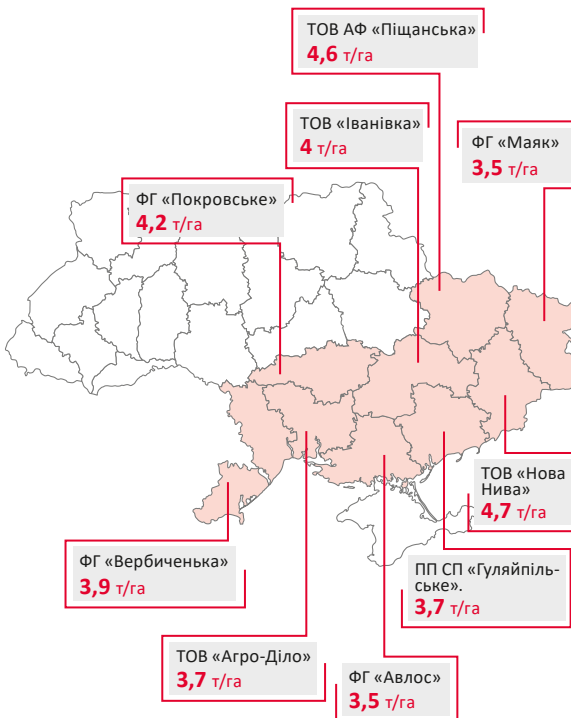 ТОВ АФ «Піщанська»
4,6 т/га
ТОВ «Іванівка»
4 т/га
ФГ «Маяк»
3,5 т/га
ФГ «Покровське»
4,2 т/га
ТОВ «Нова
Нива»
4,7 т/га
ФГ «Вербиченька»
3,9 т/га
ПП СП «Гуляйпіль-
ське».
3,7 т/га
ТОВ «Агро-Діло»
3,7 т/га
ФГ «Авлос»
3,5 т/га